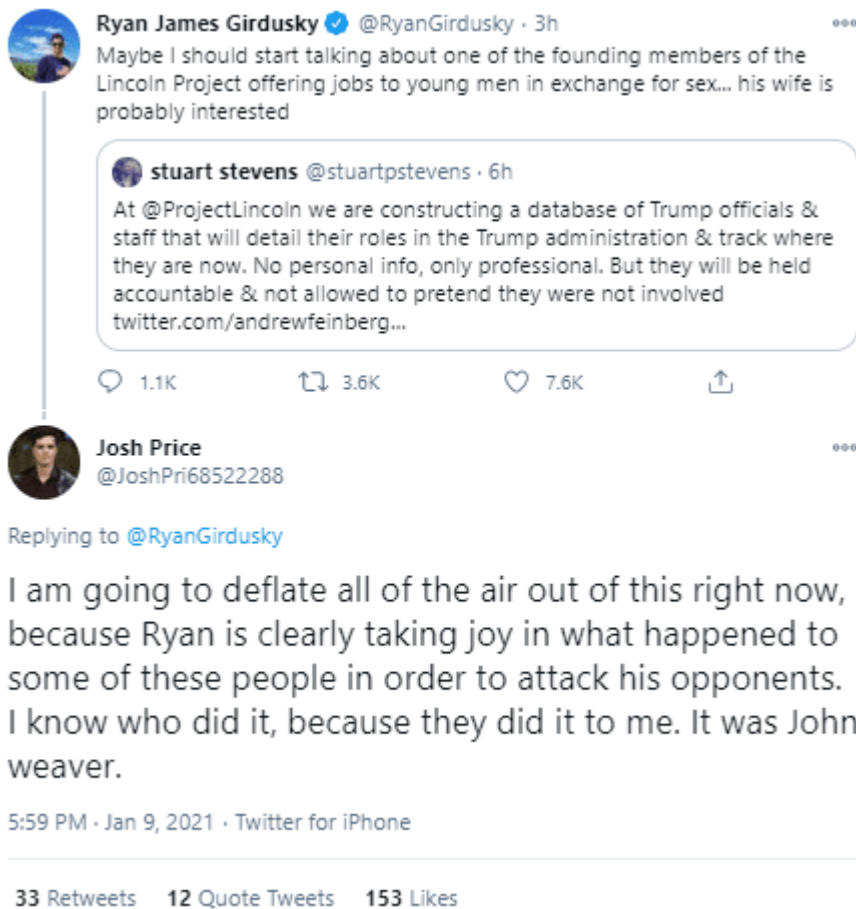 Ryan James Girdusky @RyanGirdusky · 3h
Maybe I should start talking about one of the founding members of the
Lincoln Project offering jobs to young men in exchange for sex... his wife is
probably interested
stuart stevens @stuartpstevens · 6h
At @ProjectLincoln we are constructing a database of Trump officials &
staff that will detail their roles in the Trump administration & track where
they are now. No personal info, only professional. But they will be held
accountable & not allowed to pretend they were not involved
twitter.com/andrewfeinberg...
1.1K 3.6K 7.6K
Josh Price
@JoshPri68522288
Replying to @RyanGirdusky
I am going to deflate all of the air out of this right now,
because Ryan is clearly taking joy in what happened to
some of these people in order to attack his opponents.
I know who did it, because they did it to me. It was John
weaver.
5:59 PM · Jan 9, 2021 · Twitter for iPhone
33 Retweets 12 Quote Tweets 153 Likes